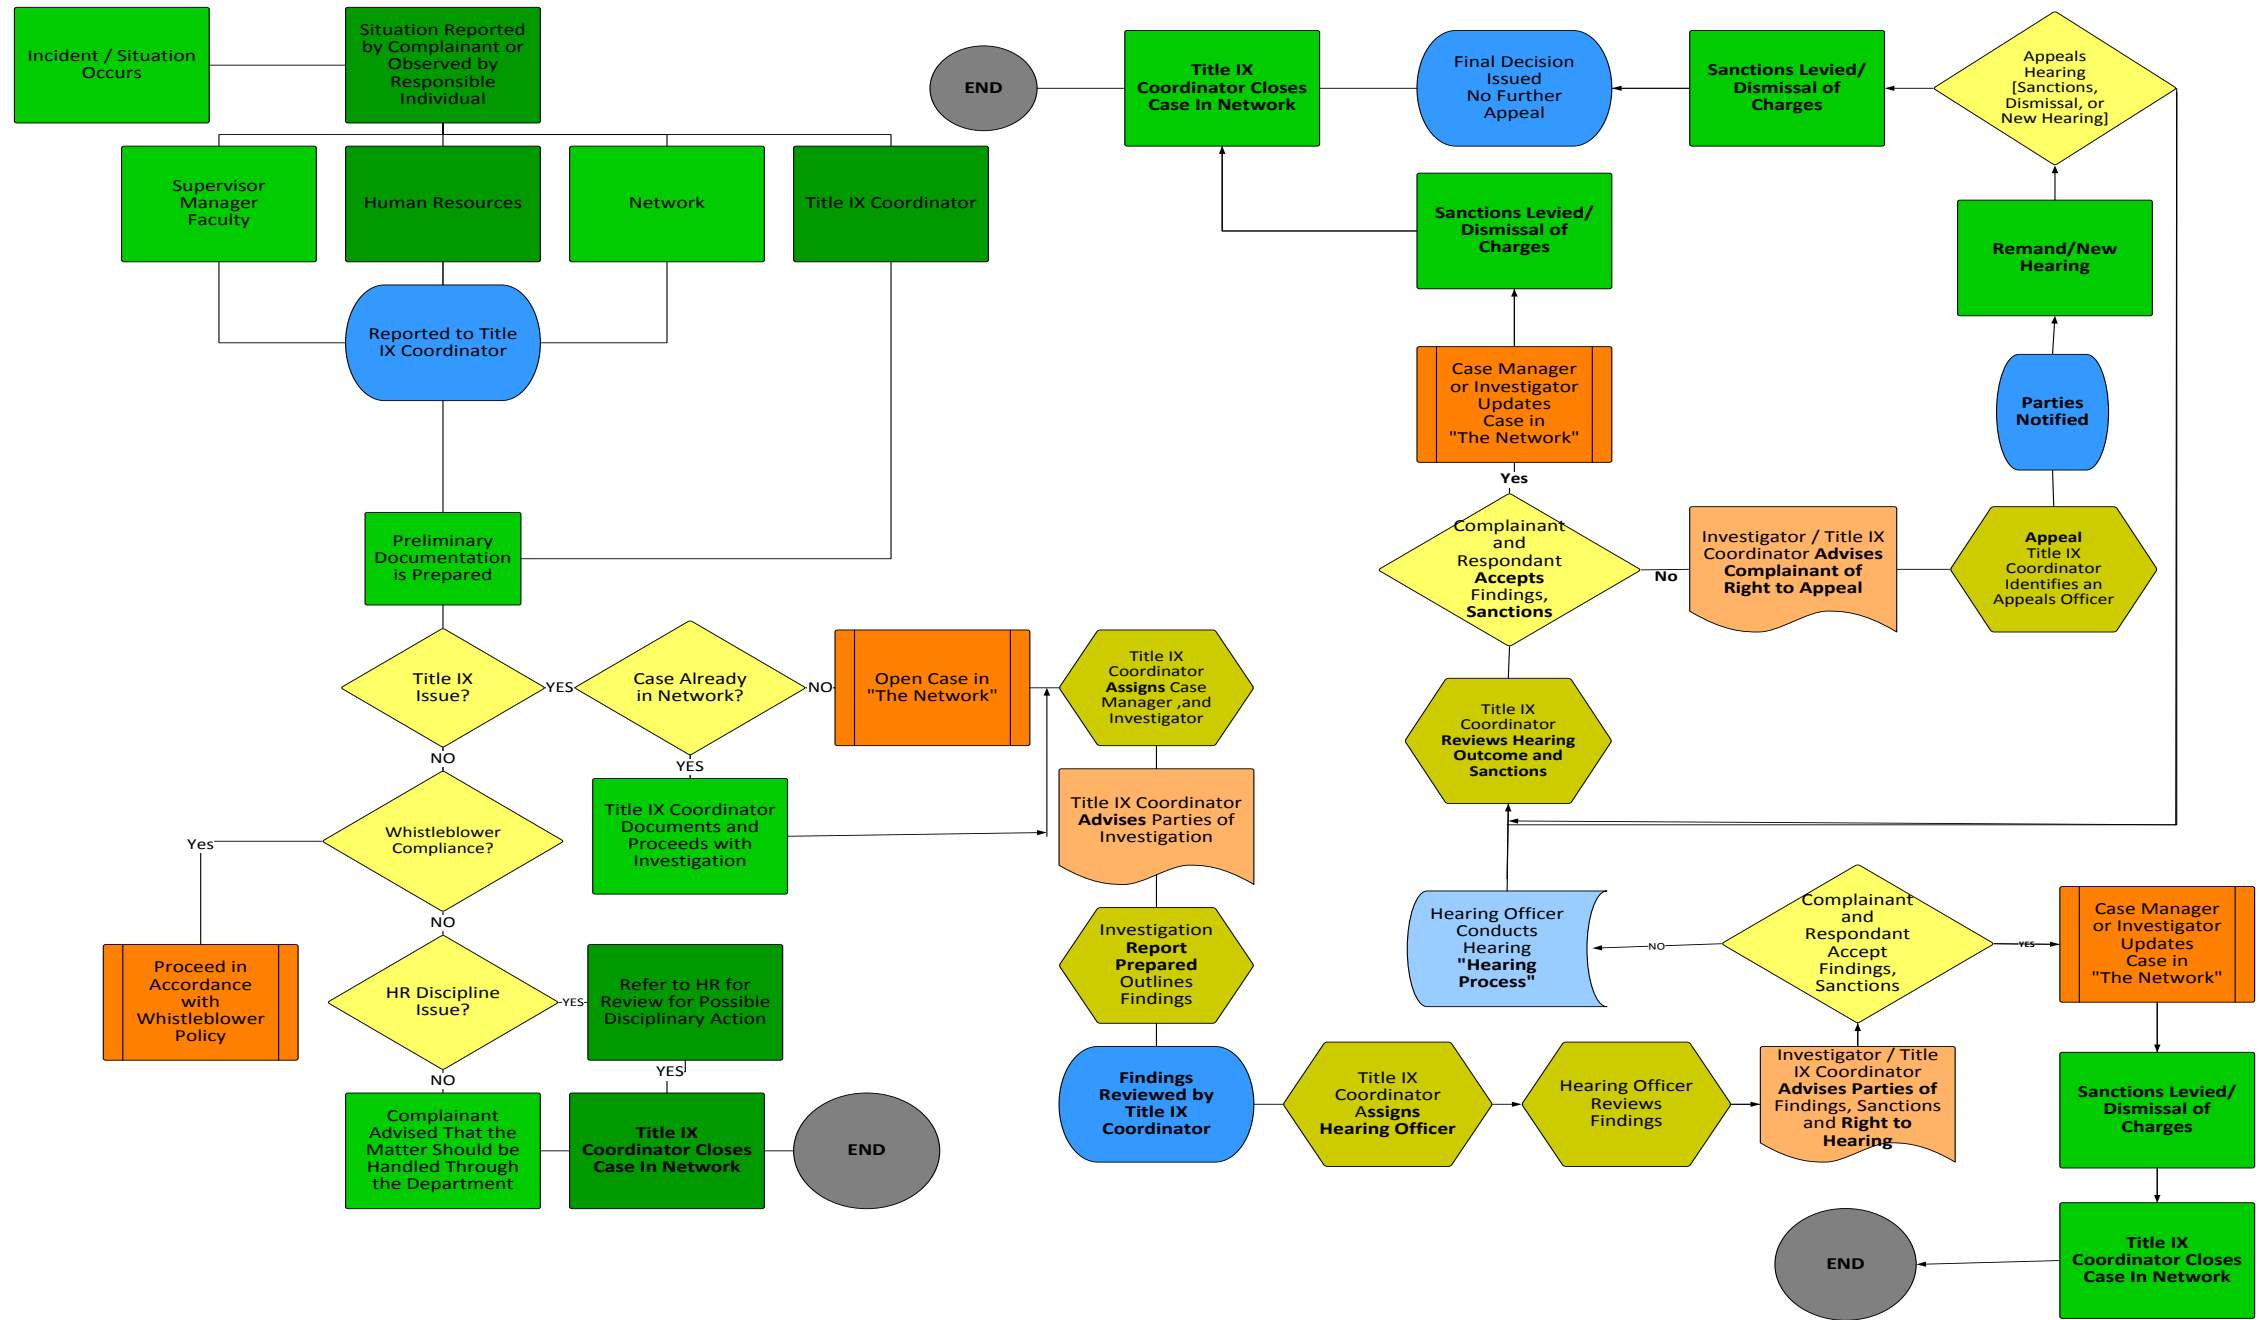 Incident / Situation
Occurs
Situation Reported
by Complainant or
Observed by
Responsible
Individual
Supervisor
Manager
Faculty
Human Resources
Network
Title IX Coordinator
Reported to Title
IX Coordinator
Preliminary
Documentation
is Prepared
Title IX
Issue?
YES
Case Already
in Network?
NO
Open Case in
"The Network"
Title IX
Coordinator
Assigns Case
Manager ,and
Investigator
NO
YES
Title IX Coordinator
Documents and
Proceeds with
Investigation
Title IX Coordinator
Advises Parties of
Investigation
Whistleblower
Compliance?
Yes
NO
Proceed in
Accordance
with
Whistleblower
Policy
HR Discipline
Issue?
YES
Refer to HR for
Review for Possible
Disciplinary Action
YES
NO
Complainant
Advised That the
Matter Should be
Handled Through
the Department
Title IX
Coordinator Closes
Case In Network
END
Investigation
Report
Prepared
Outlines
Findings
Findings
Reviewed by
Title IX
Coordinator
Title IX
Coordinator
Assigns
Hearing Officer
Hearing Officer
Reviews
Findings
Investigator / Title
IX Coordinator
Advises Parties of
Findings, Sanctions
and Right to
Hearing
Complainant
and
Respondant
Accept
Findings,
Sanctions
NO
YES
Hearing Officer
Conducts
Hearing
"Hearing
Process"
Case Manager
or Investigator
Updates
Case in
"The Network"
Sanctions Levied/
Dismissal of
Charges
Title IX
Coordinator Closes
Case In Network
END
Title IX
Coordinator
Reviews Hearing
Outcome and
Sanctions
Complainant
and
Respondant
Accepts
Findings,
Sanctions
Yes
No
Case Manager
or Investigator
Updates
Case in
"The Network"
Sanctions Levied/
Dismissal of
Charges
Investigator / Title IX
Coordinator Advises
Complainant of
Right to Appeal
Appeal
Title IX
Coordinator
Identifies an
Appeals Officer
Parties
Notified
Remand/New
Hearing
Appeals
Hearing
[Sanctions,
Dismissal, or
New Hearing]
Sanctions Levied/
Dismissal of
Charges
Final Decision
Issued
No Further
Appeal
Title IX
Coordinator Closes
Case In Network
END